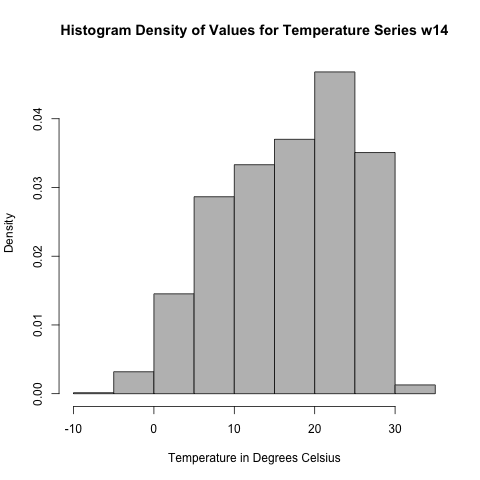 Histogram Density of Values for Temperature Series w14
Density
0.04
0.03
0.02
0.01
0.00
-10 0 10 20 30
Temperature in Degrees Celsius